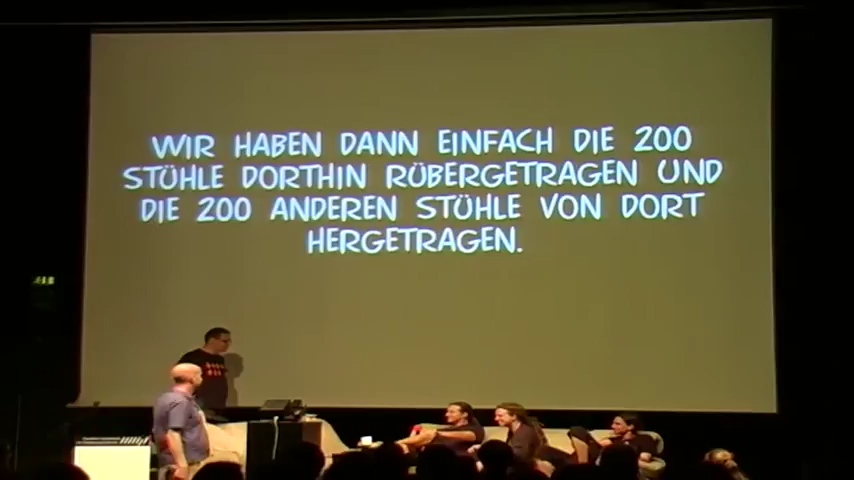 WIR HABEN DANN EINFACH DIE 200
STÜHLE DORTHIN RÜBERGETRAGEN UND
DIE 200 ANDEREN STÜHLE VON DORT
HERGETRAGEN.